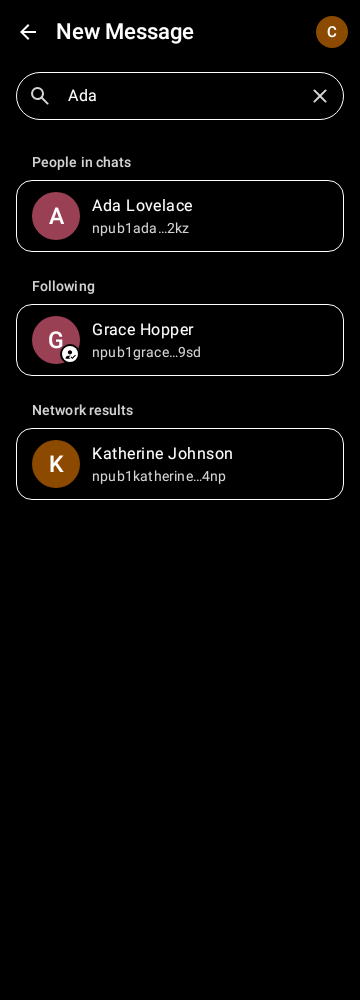 New Message
C
Ada
People in chats
A
Ada Lovelace
npub1ada…2kz
Following
G
Grace Hopper
npub1grace…9sd
Network results
K
Katherine Johnson
npub1katherine…4np